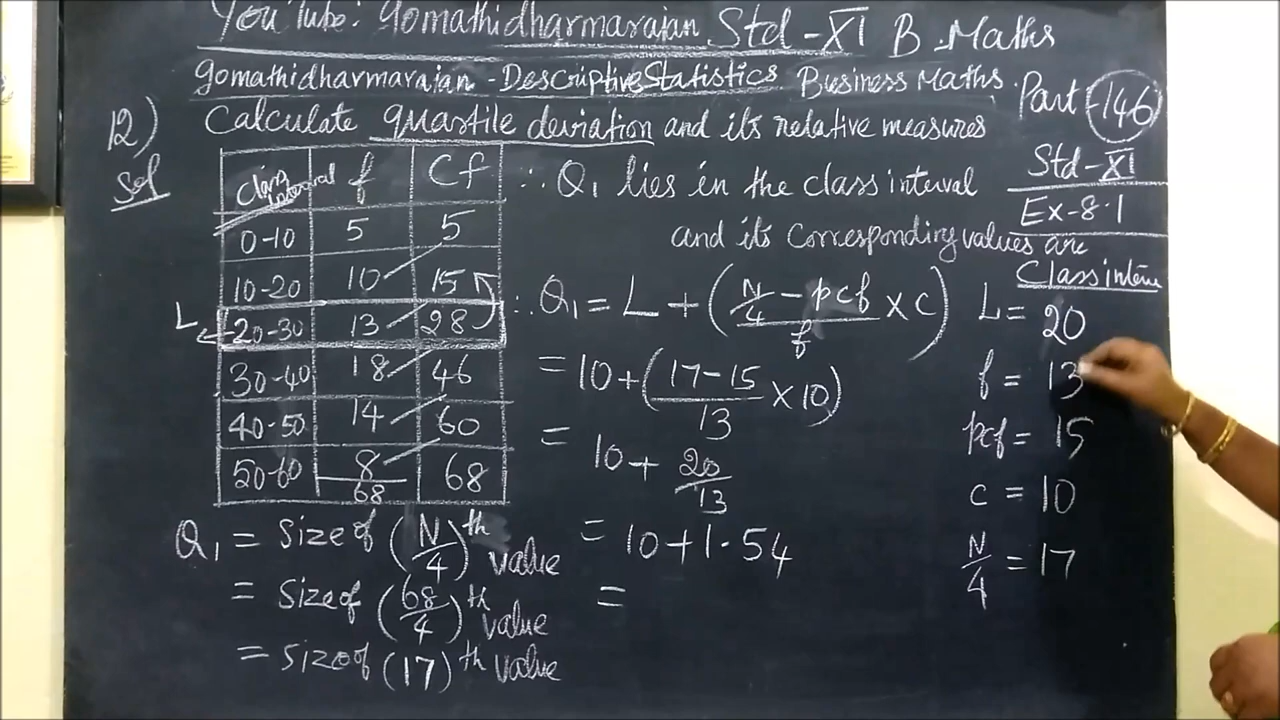 YouTube: Gomathidharmarajan Std-XI B.Maths
gomathidharmarajan - Descriptive Statistics Business Maths. Part-146
12) Calculate quartile deviation and its relative measures
Sol
Class interval f Cf
0-10 5 5
10-20 10 15
L 20-30 13 28
30-40 18 46
40-50 14 60
50-60 8 68
68
Q1 = Size of (N/4)th value
= Size of (68/4)th value
= Size of (17)th value
∴ Q1 lies in the class interval
and its corresponding values are
∴ Q1 = L + (N/4 - pcf / f × C)
= 10 + (17-15 / 13 × 10)
= 10 + 20/13
= 10 + 1.54
=
Std-XI
Ex-8.1
Class inte
L = 20
f = 13
pcf = 15
C = 10
N/4 = 17